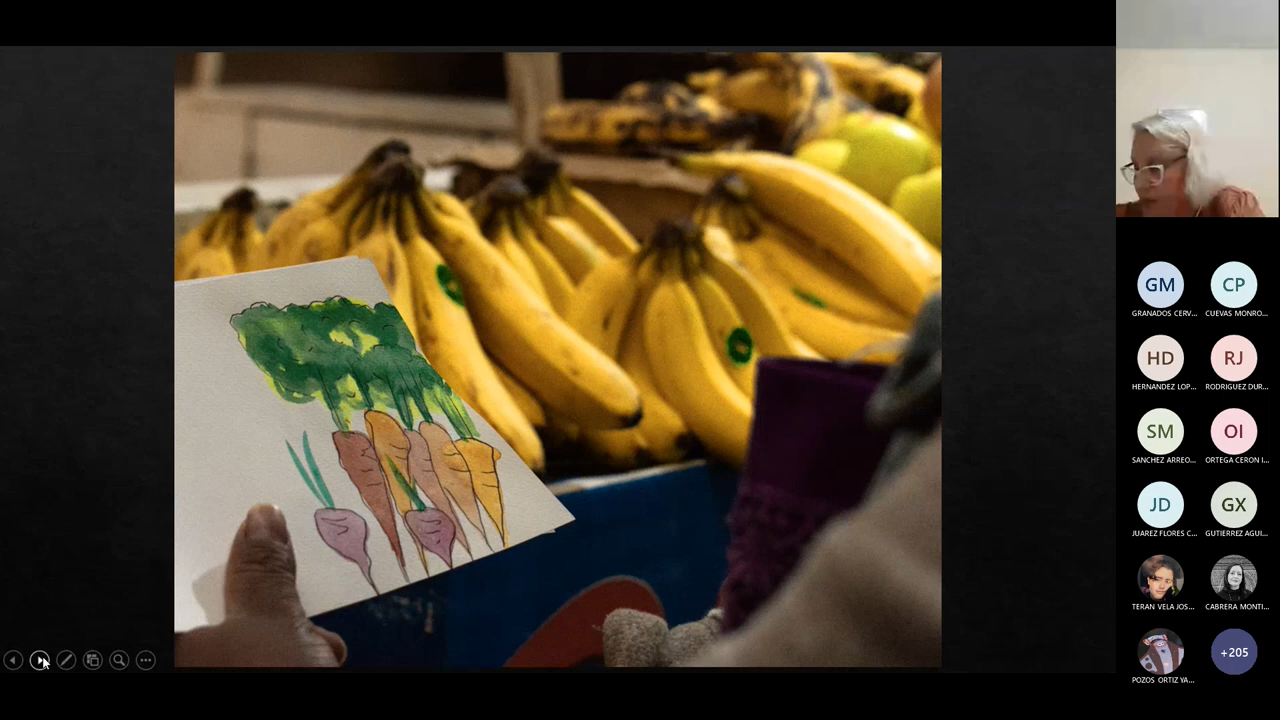 GM
CP
GRANADOS CERV...
CUEVAS MONRO...
HD
RJ
HERNANDEZ LOP...
RODRIGUEZ DUR...
SM
OI
SANCHEZ ARREO...
ORTEGA CERON I...
JD
GX
JUAREZ FLORES C...
GUTIERREZ AGUI...
TERAN VELA JOS...
CABRERA MONTI...
+205
POZOS ORTIZ YA...